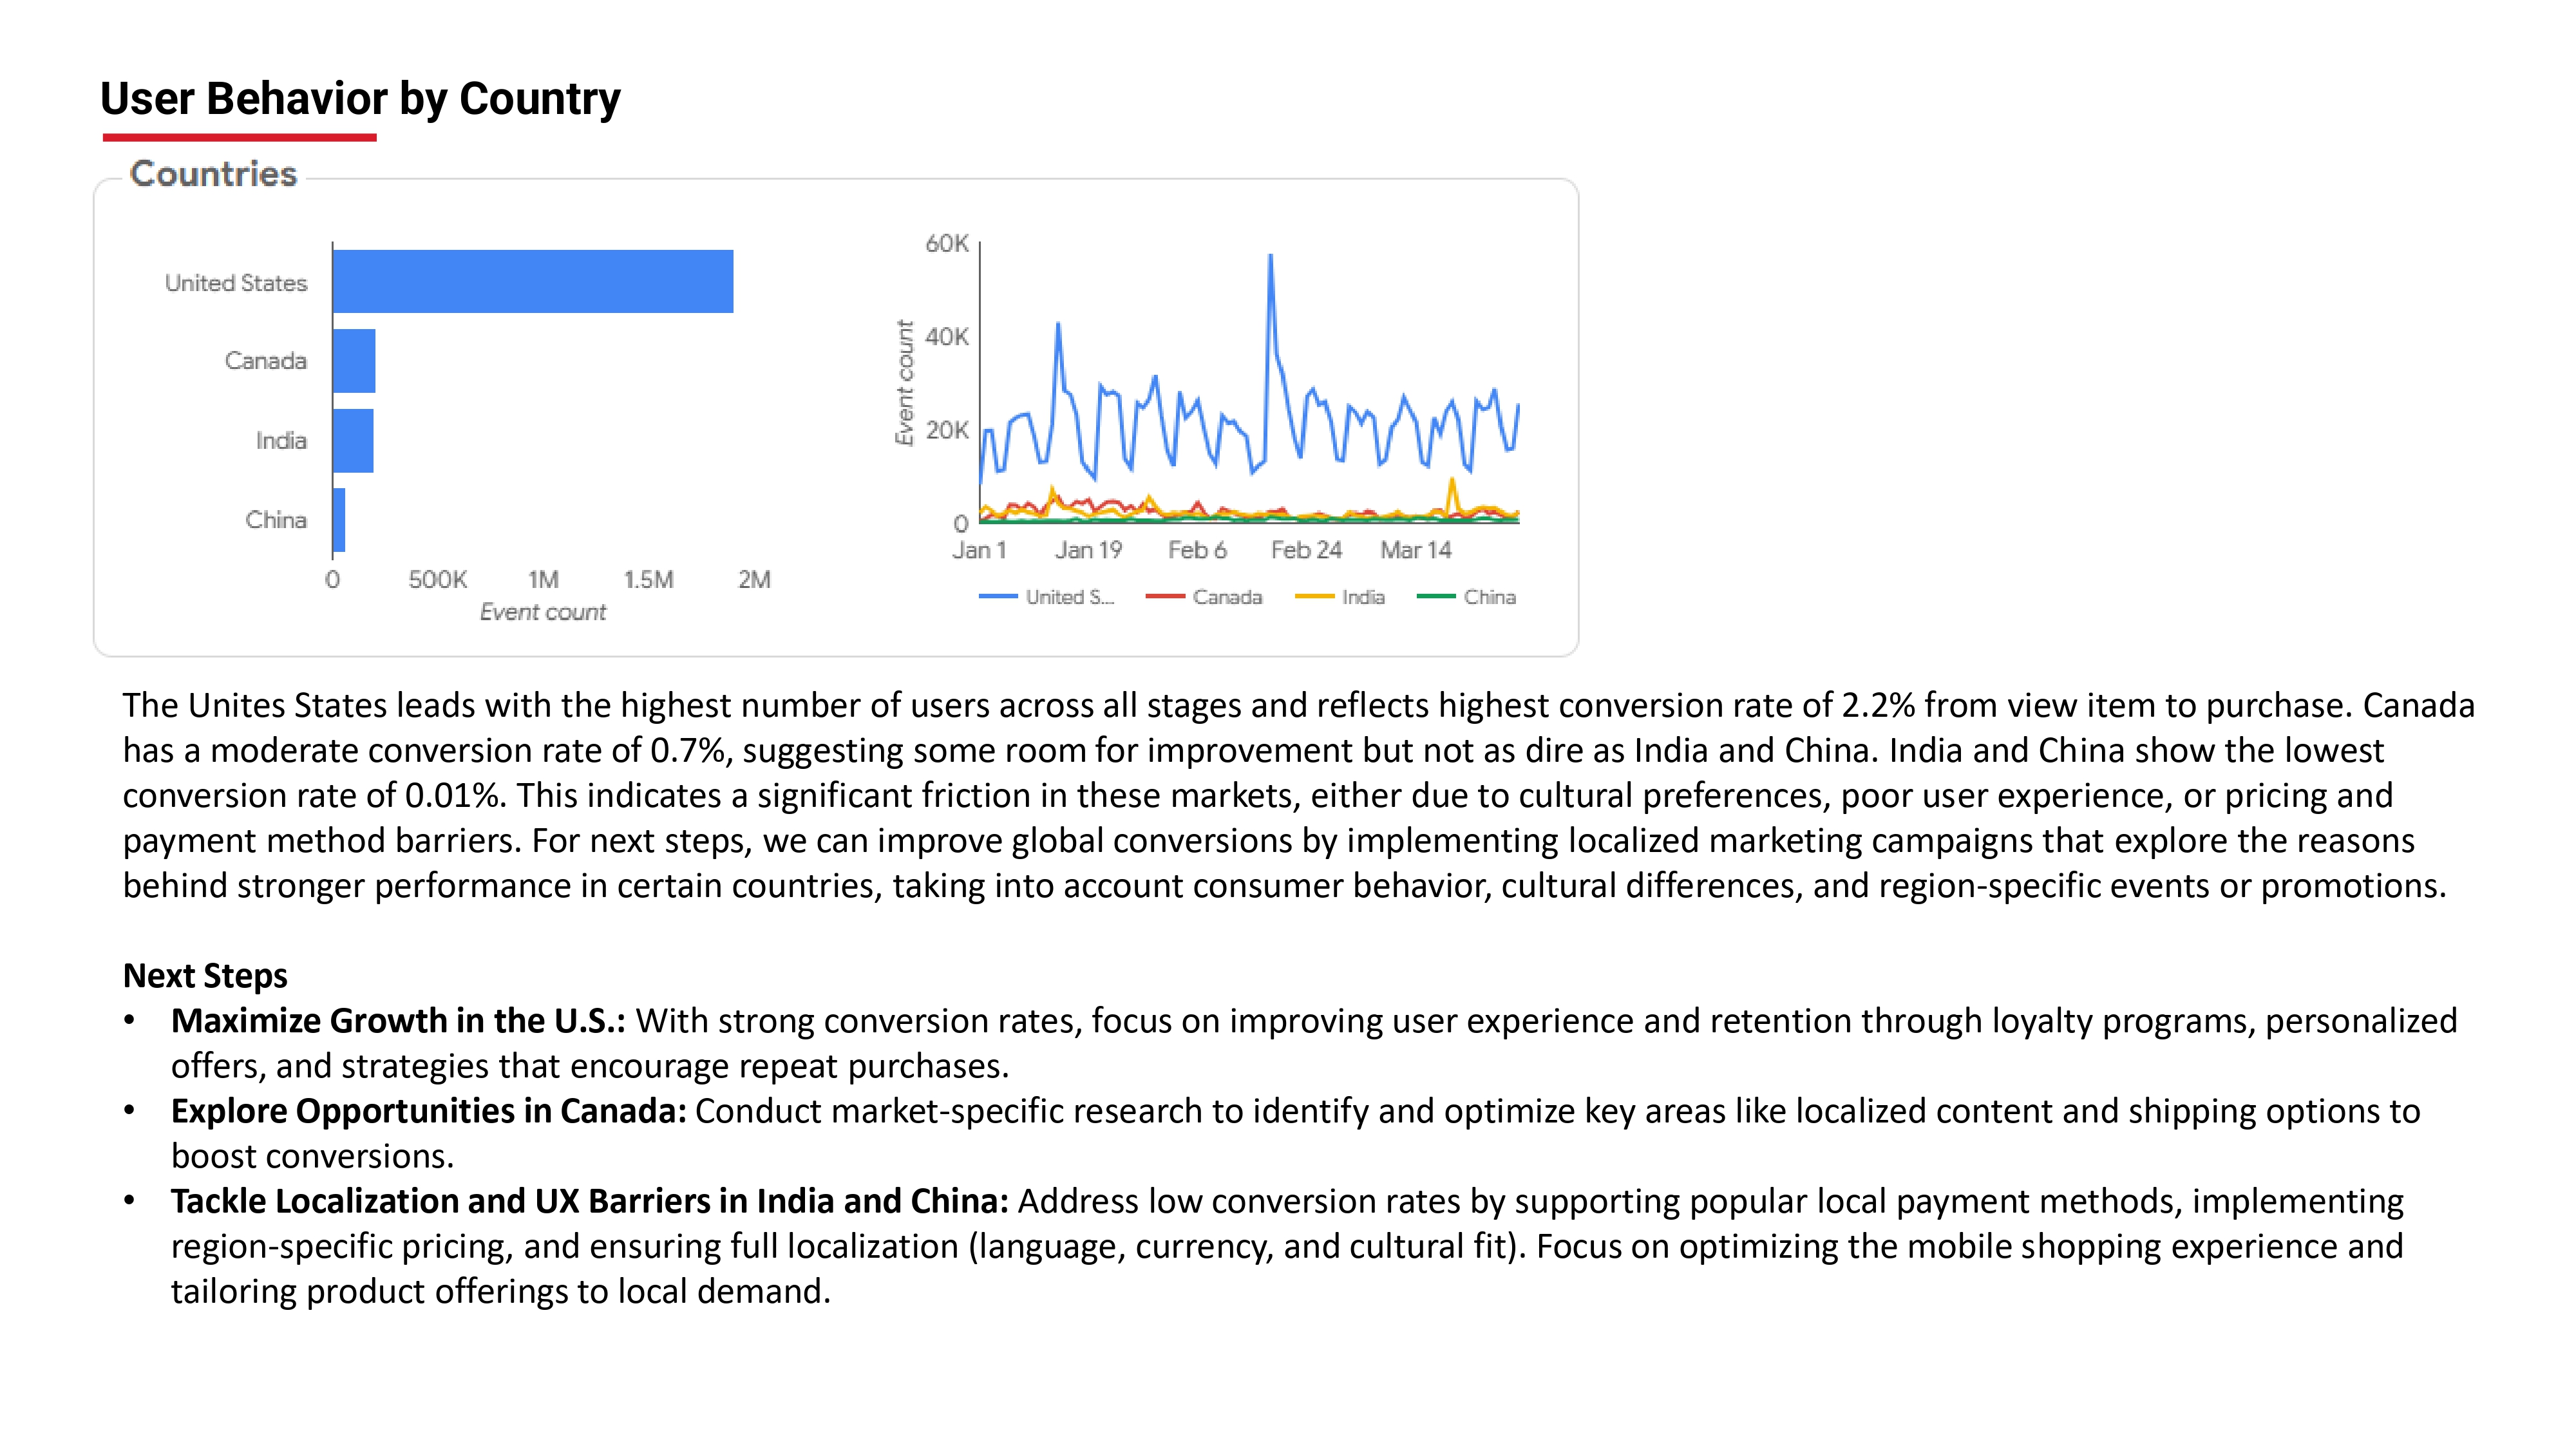 User Behavior by Country
Countries
United States
Canada
India
China
0 500K 1M 1.5M 2M
Event count
60K
40K
20K
0
Event count
Jan 1 Jan 19 Feb 6 Feb 24 Mar 14
United S... Canada India China
The Unites States leads with the highest number of users across all stages and reflects highest conversion rate of 2.2% from view item to purchase. Canada
has a moderate conversion rate of 0.7%, suggesting some room for improvement but not as dire as India and China. India and China show the lowest
conversion rate of 0.01%. This indicates a significant friction in these markets, either due to cultural preferences, poor user experience, or pricing and
payment method barriers. For next steps, we can improve global conversions by implementing localized marketing campaigns that explore the reasons
behind stronger performance in certain countries, taking into account consumer behavior, cultural differences, and region-specific events or promotions.
Next Steps
• Maximize Growth in the U.S.: With strong conversion rates, focus on improving user experience and retention through loyalty programs, personalized
offers, and strategies that encourage repeat purchases.
• Explore Opportunities in Canada: Conduct market-specific research to identify and optimize key areas like localized content and shipping options to
boost conversions.
• Tackle Localization and UX Barriers in India and China: Address low conversion rates by supporting popular local payment methods, implementing
region-specific pricing, and ensuring full localization (language, currency, and cultural fit). Focus on optimizing the mobile shopping experience and
tailoring product offerings to local demand.